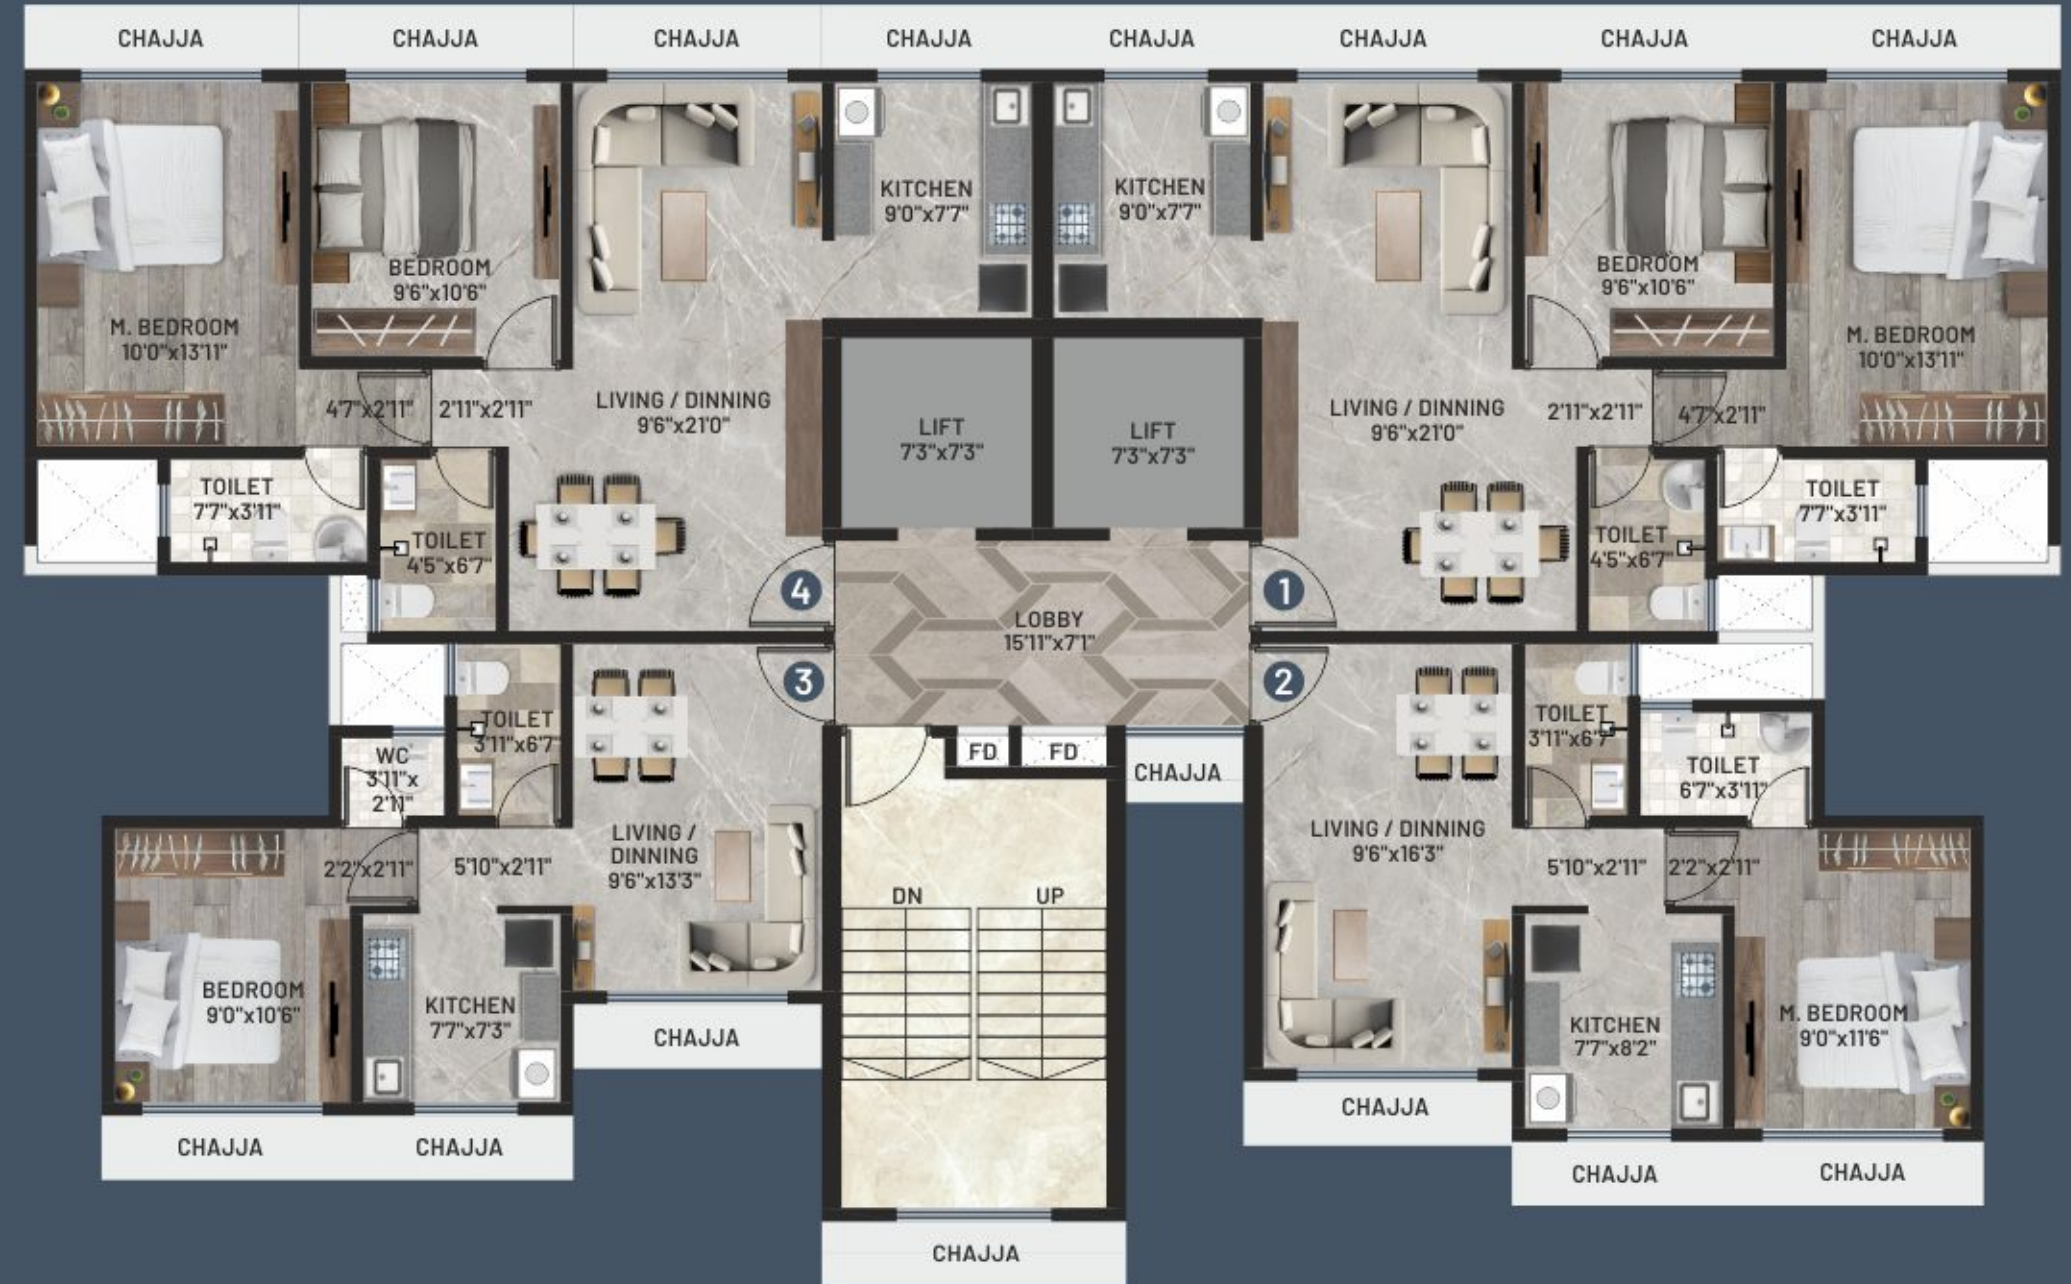 CHAJJA
CHAJJA
CHAJJA
CHAJJA
CHAJJA
CHAJJA
CHAJJA
CHAJJA
M. BEDROOM
10'0"x13'11"
BEDROOM
9'6"x10'6"
LIVING / DINNING
9'6"x21'0"
KITCHEN
9'0"x7'7"
KITCHEN
9'0"x7'7"
LIVING / DINNING
9'6"x21'0"
BEDROOM
9'6"x10'6"
M. BEDROOM
10'0"x13'11"
4'7"x2'11"
2'11"x2'11"
LIFT
7'3"x7'3"
LIFT
7'3"x7'3"
2'11"x2'11"
4'7"x2'11"
TOILET
7'7"x3'11"
TOILET
4'5"x6'7"
TOILET
4'5"x6'7"
TOILET
7'7"x3'11"
4
1
LOBBY
15'11"x7'1"
3
2
WC
3'11"x
2'11"
TOILET
3'11"x6'7"
FD
FD
CHAJJA
TOILET
3'11"x6'7"
TOILET
6'7"x3'11"
2'2"x2'11"
5'10"x2'11"
LIVING /
DINNING
9'6"x13'3"
LIVING / DINNING
9'6"x16'3"
5'10"x2'11"
2'2"x2'11"
DN
UP
BEDROOM
9'0"x10'6"
KITCHEN
7'7"x7'3"
KITCHEN
7'7"x8'2"
M. BEDROOM
9'0"x11'6"
CHAJJA
CHAJJA
CHAJJA
CHAJJA
CHAJJA
CHAJJA
CHAJJA